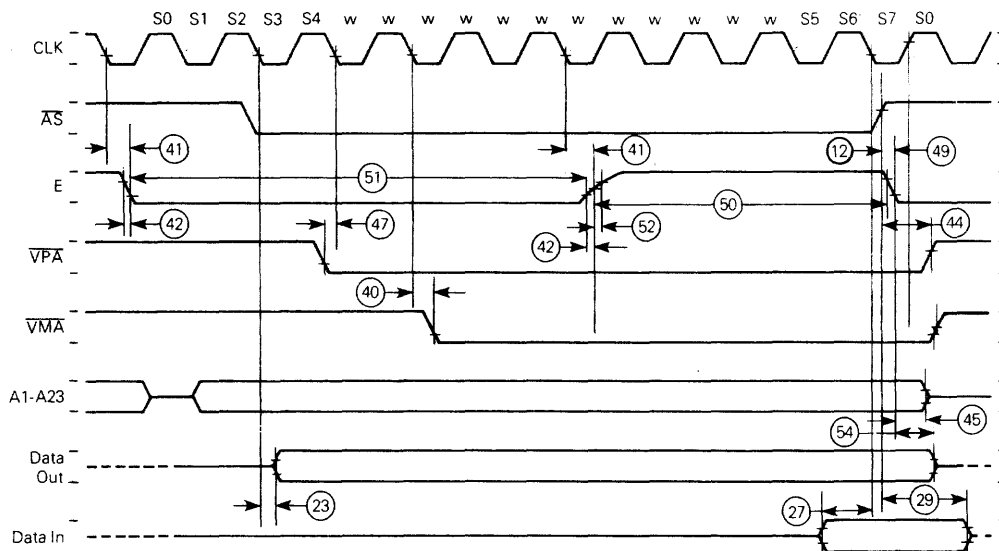 S0 S1 S2 S3 S4 w w w w w w w w w w w w S5 S6 S7 S0
CLK
AS
41 41 12 49
E
51
50
42 47 52 44
42
VPA
40
VMA
A1-A23
54 45
Data
Out
23 27 29
Data In